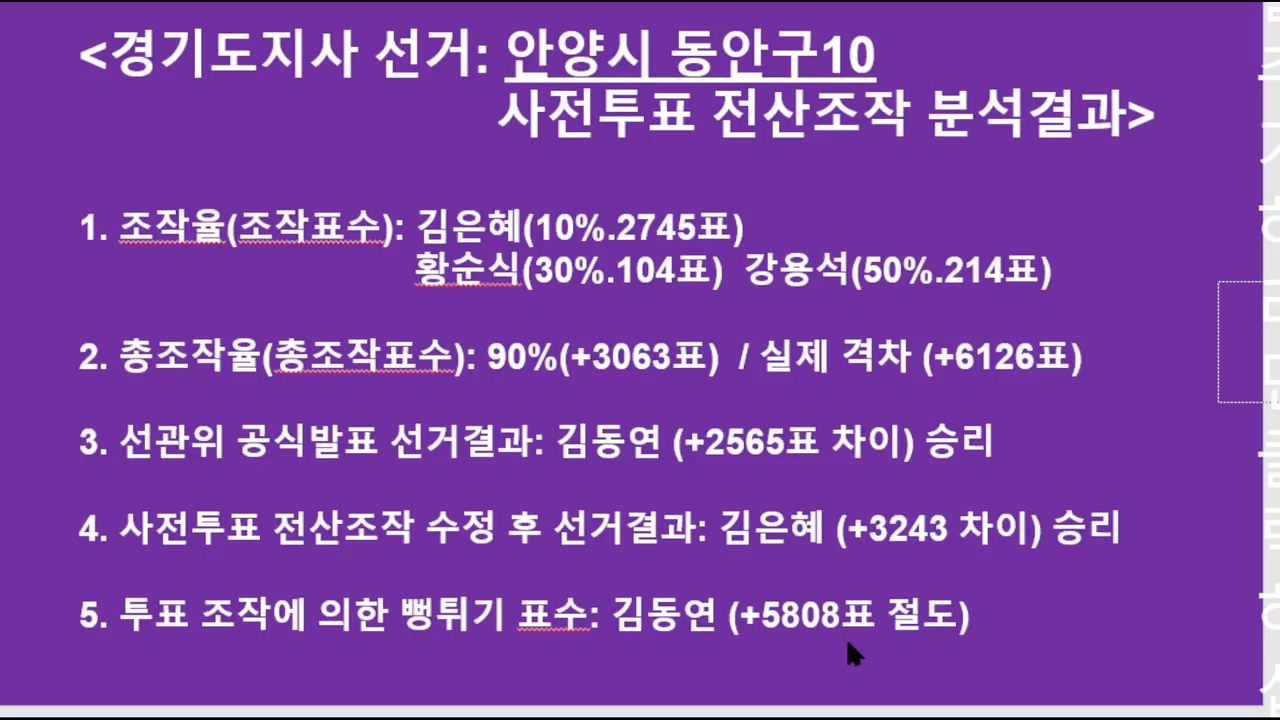 <경기도지사 선거: 안양시 동안구10
사전투표 전산조작 분석결과>
1. 조작율(조작표수): 김은혜(10%.2745표)
황순식(30%.104표) 강용석(50%.214표)
2. 총조작율(총조작표수): 90%(+3063표) / 실제 격차 (+6126표)
3. 선관위 공식발표 선거결과: 김동연 (+2565표 차이) 승리
4. 사전투표 전산조작 수정 후 선거결과: 김은혜 (+3243 차이) 승리
5. 투표 조작에 의한 뻥튀기 표수: 김동연 (+5808표 절도)